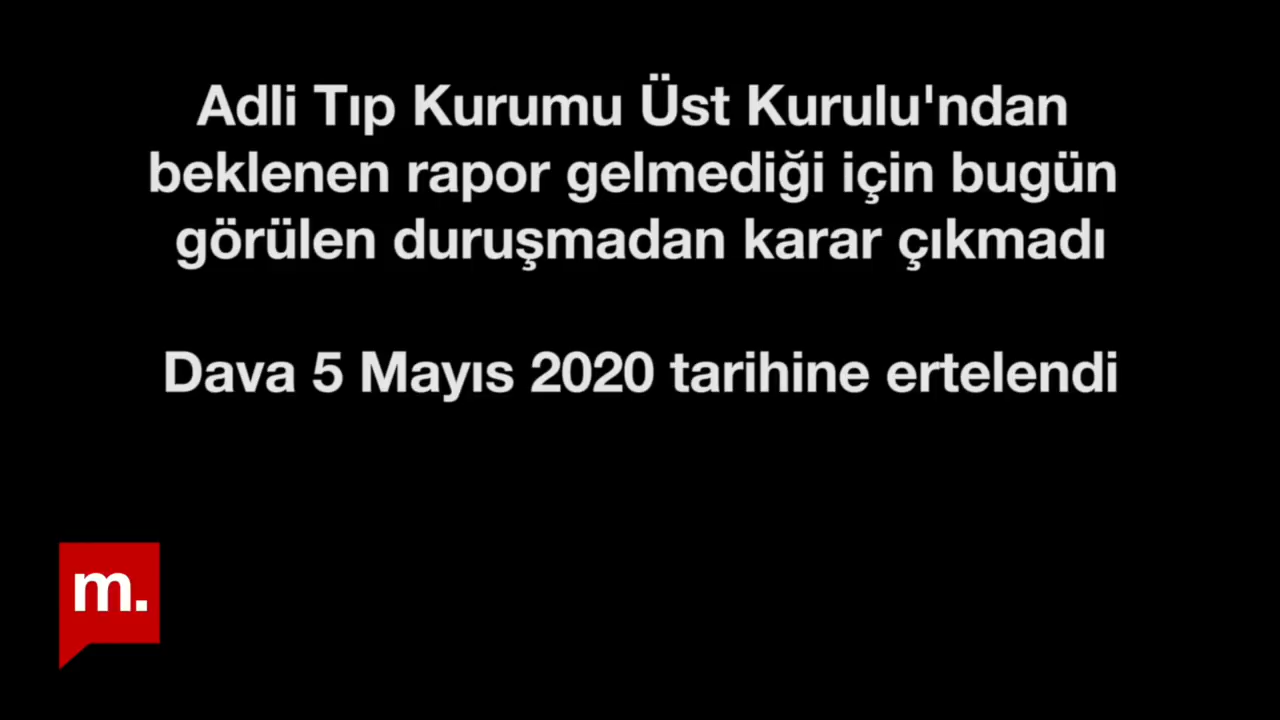 Adli Tıp Kurumu Üst Kurulu'ndan
beklenen rapor gelmediği için bugün
görülen duruşmadan karar çıkmadı
Dava 5 Mayıs 2020 tarihine ertelendi
m.